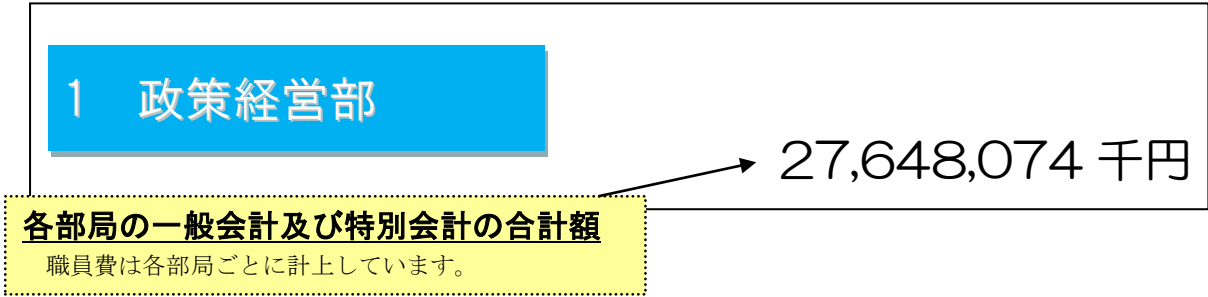 1　政策経営部
27,648,074 千円
各部局の一般会計及び特別会計の合計額
職員費は各部局ごとに計上しています。